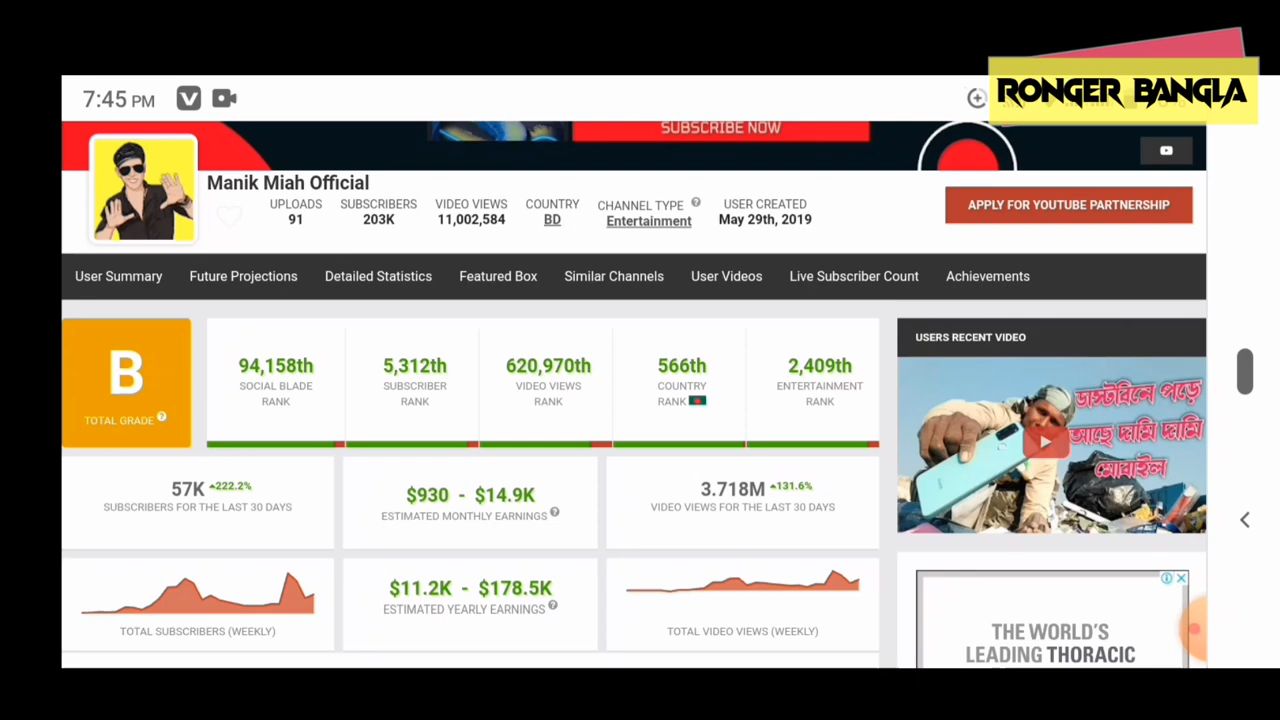 RONGER BANGLA
7:45 PM
SUBSCRIBE NOW
Manik Miah Official
UPLOADS
91
SUBSCRIBERS
203K
VIDEO VIEWS
11,002,584
COUNTRY
BD
CHANNEL TYPE
Entertainment
USER CREATED
May 29th, 2019
APPLY FOR YOUTUBE PARTNERSHIP
User Summary
Future Projections
Detailed Statistics
Featured Box
Similar Channels
User Videos
Live Subscriber Count
Achievements
B
TOTAL GRADE
94,158th
SOCIAL BLADE
RANK
5,312th
SUBSCRIBER
RANK
620,970th
VIDEO VIEWS
RANK
566th
COUNTRY
RANK
2,409th
ENTERTAINMENT
RANK
USERS RECENT VIDEO
ডাস্টবিনে পড়ে
আছে দামি দামি
মোবাইল
57K 222.2%
SUBSCRIBERS FOR THE LAST 30 DAYS
$930 - $14.9K
ESTIMATED MONTHLY EARNINGS
3.718M 131.6%
VIDEO VIEWS FOR THE LAST 30 DAYS
TOTAL SUBSCRIBERS (WEEKLY)
$11.2K - $178.5K
ESTIMATED YEARLY EARNINGS
TOTAL VIDEO VIEWS (WEEKLY)
THE WORLD'S
LEADING THORACIC